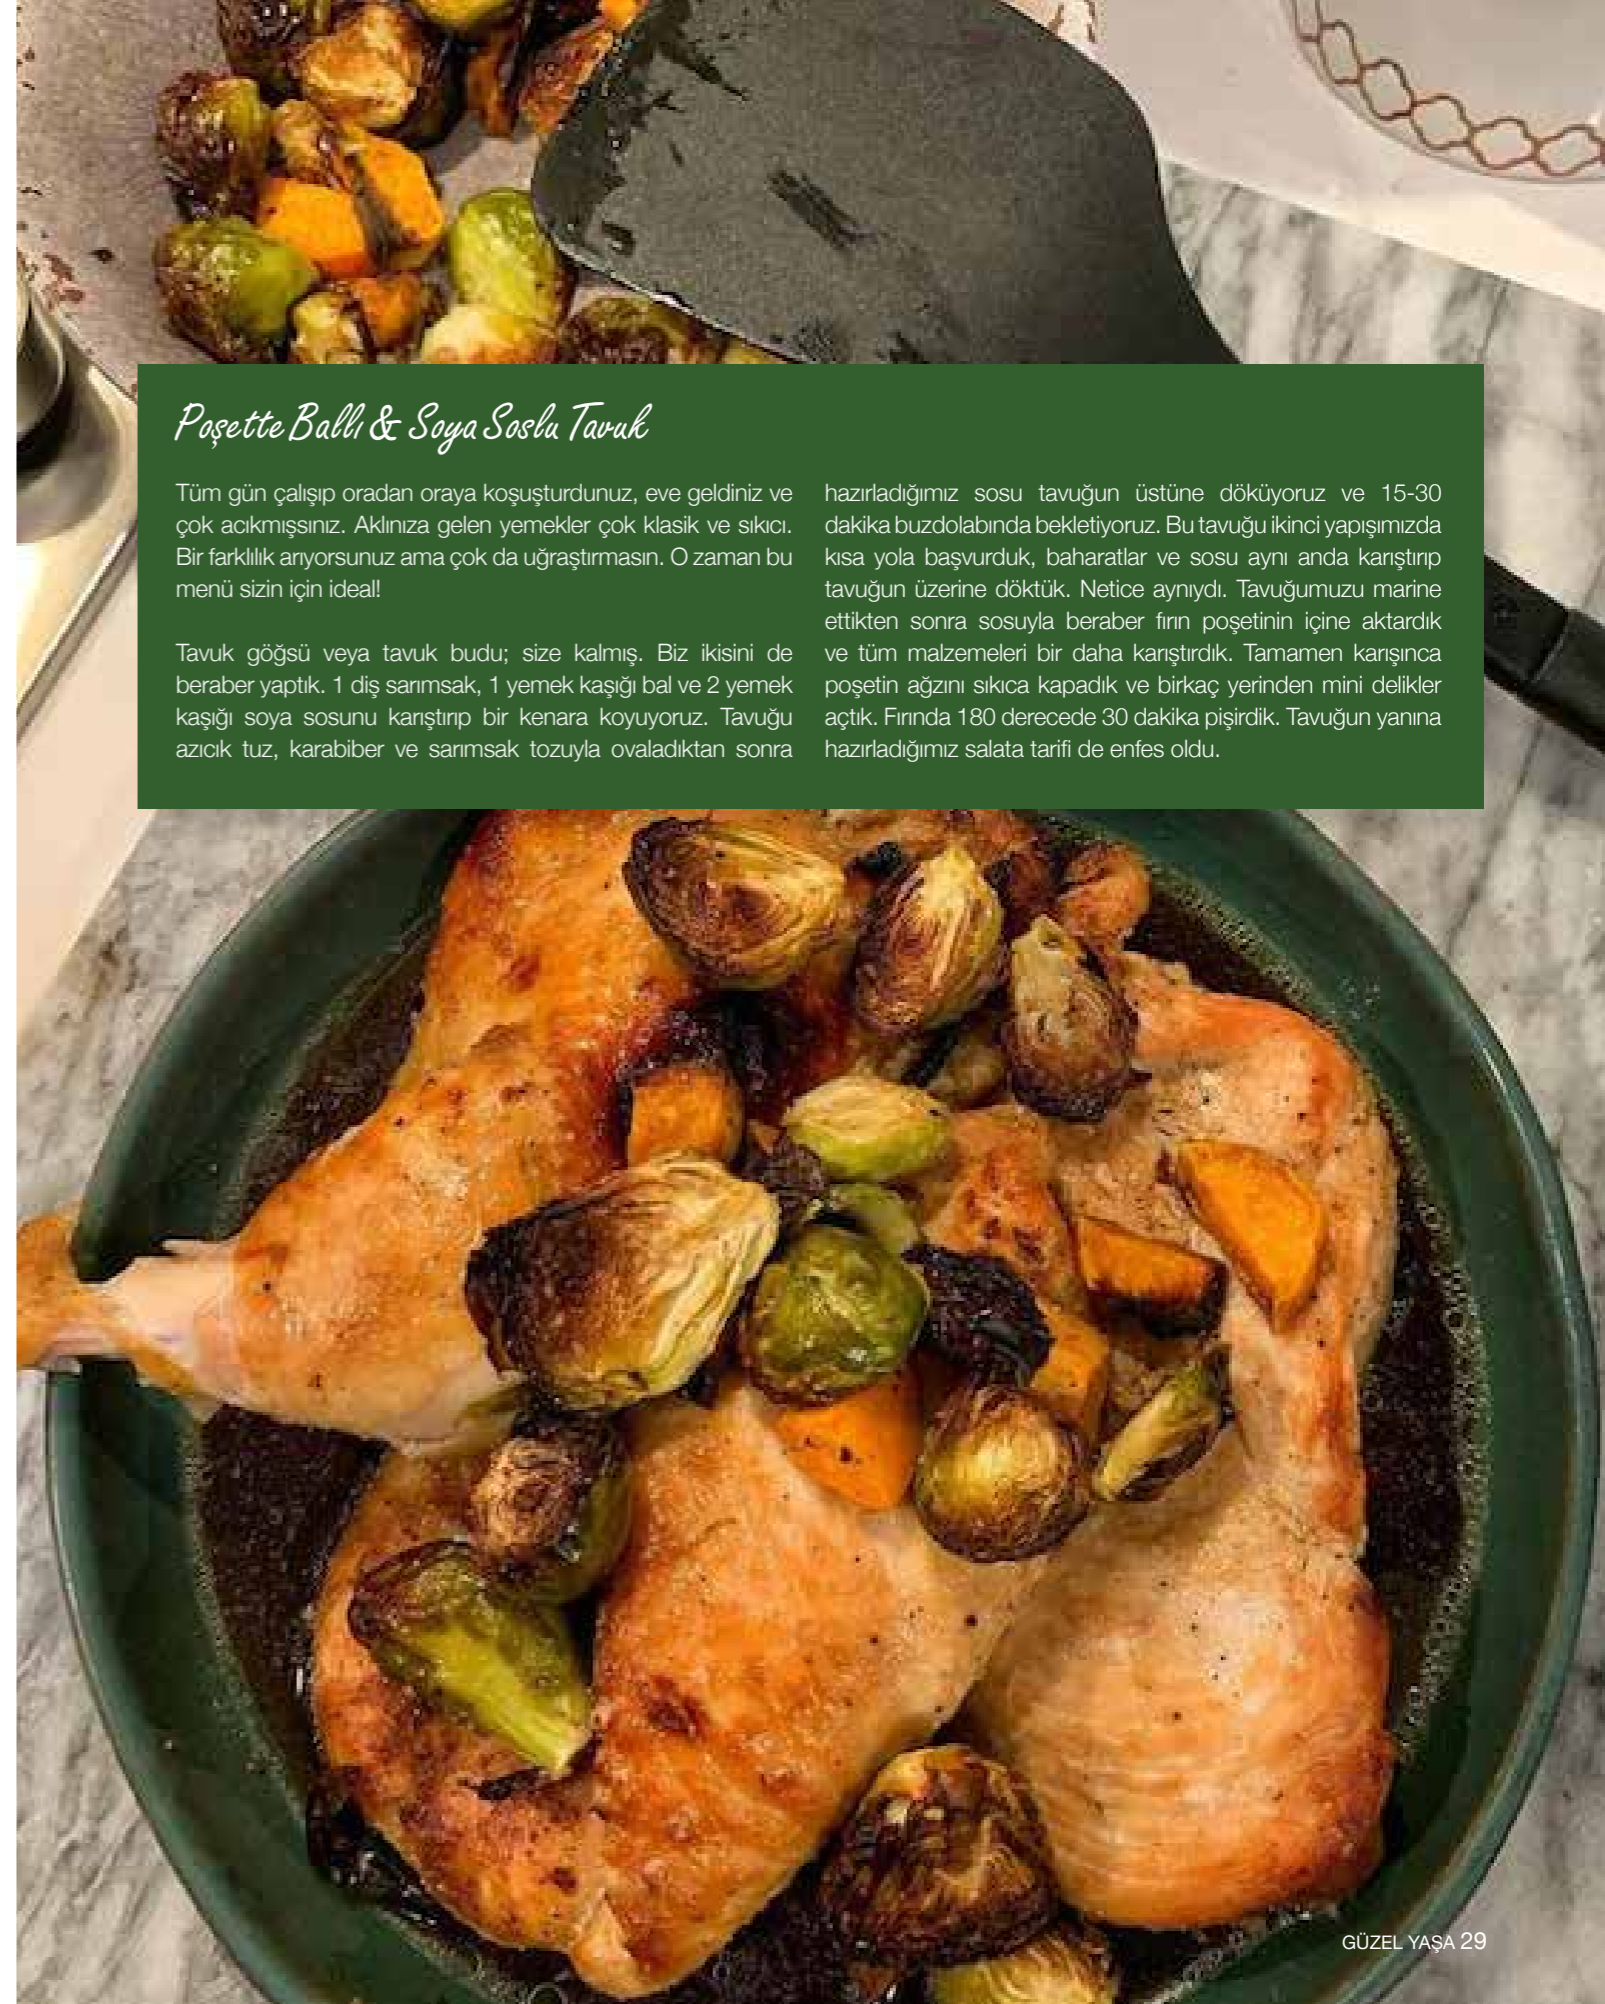 Poşette Ballı & Soya Soslu Tavuk
Tüm gün çalışıp oradan oraya koşuşturdunuz, eve geldiniz ve
çok acıkmışsınız. Aklınıza gelen yemekler çok klasik ve sıkıcı.
Bir farklılık arıyorsunuz ama çok da uğraştırmasın. O zaman bu
menü sizin için ideal!
Tavuk göğsü veya tavuk budu; size kalmış. Biz ikisini de
beraber yaptık. 1 diş sarımsak, 1 yemek kaşığı bal ve 2 yemek
kaşığı soya sosunu karıştırıp bir kenara koyuyoruz. Tavuğu
azıcık tuz, karabiber ve sarımsak tozuyla ovaladıktan sonra
hazırladığımız sosu tavuğun üstüne döküyoruz ve 15-30
dakika buzdolabında bekletiyoruz. Bu tavuğu ikinci yapışımızda
kısa yola başvurduk, baharatlar ve sosu aynı anda karıştırıp
tavuğun üzerine döktük. Netice aynıydı. Tavuğumuzu marine
ettikten sonra sosuyla beraber fırın poşetinin içine aktardık
ve tüm malzemeleri bir daha karıştırdık. Tamamen karışınca
poşetin ağzını sıkıca kapadık ve birkaç yerinden mini delikler
açtık. Fırında 180 derecede 30 dakika pişirdik. Tavuğun yanına
hazırladığımız salata tarifi de enfes oldu.
GÜZEL YAŞA 29